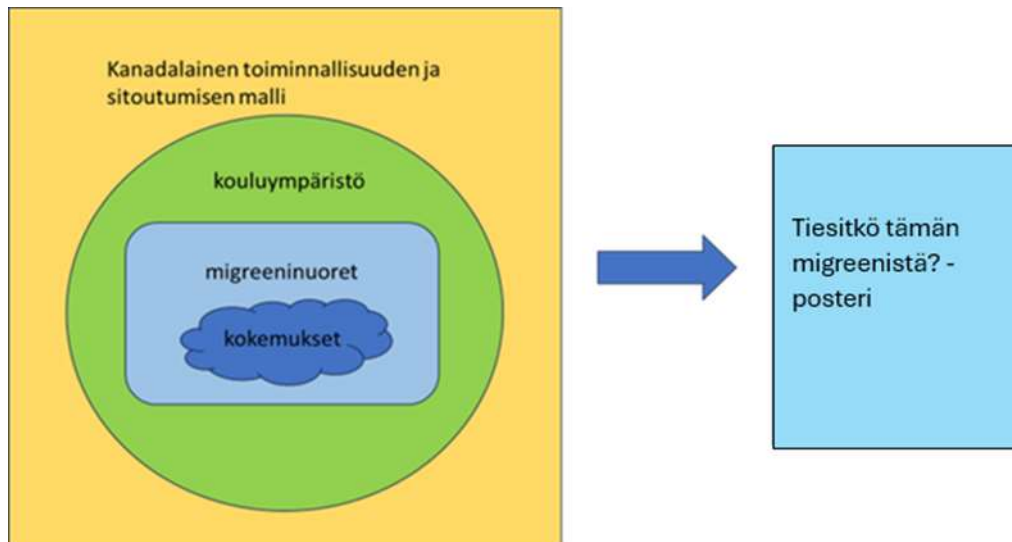 Kanadalainen toiminnallisuuden ja
sitoutumisen malli
kouluympäristö
migreeninuoret
kokemukset
Tiesitkö tämän
migreenistä? -
posteri